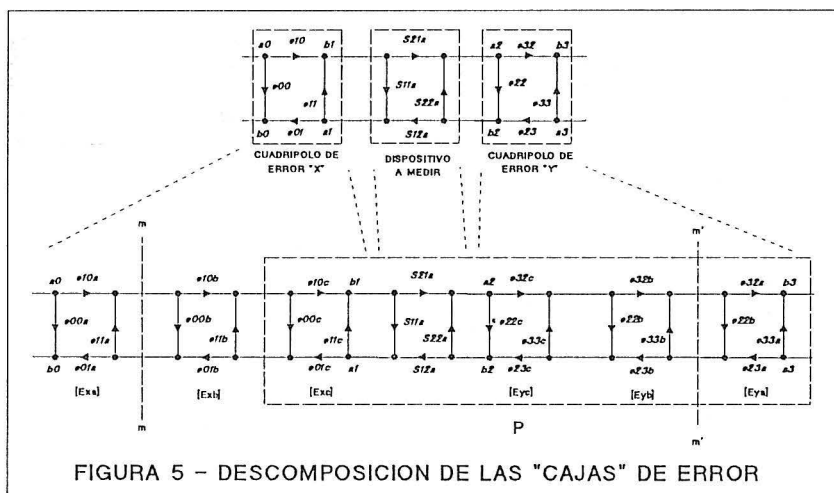 a0 e10 b1 S21a a2 e32 b3
e00 S11a e22
e11 S22a e33
b0 e01 a1 S12a b2 e23 a3
CUADRIPOLO DE
ERROR "X"
DISPOSITIVO
A MEDIR
CUADRIPOLO DE
ERROR "Y"
m m'
a0 e10a e10b e10c b1 S21a a2 e32c e32b e32a b3
e00a e00b e00c S11a e22c e22b e22b
e11a e11b e11c S22a e33c e33b e33a
b0 e01a e01b e01c a1 S12a b2 e23c e23b e23a a3
[Exa] [Exb] [Exc] [Eyc] [Eyb] [Eya]
m P m'
FIGURA 5 - DESCOMPOSICION DE LAS "CAJAS" DE ERROR